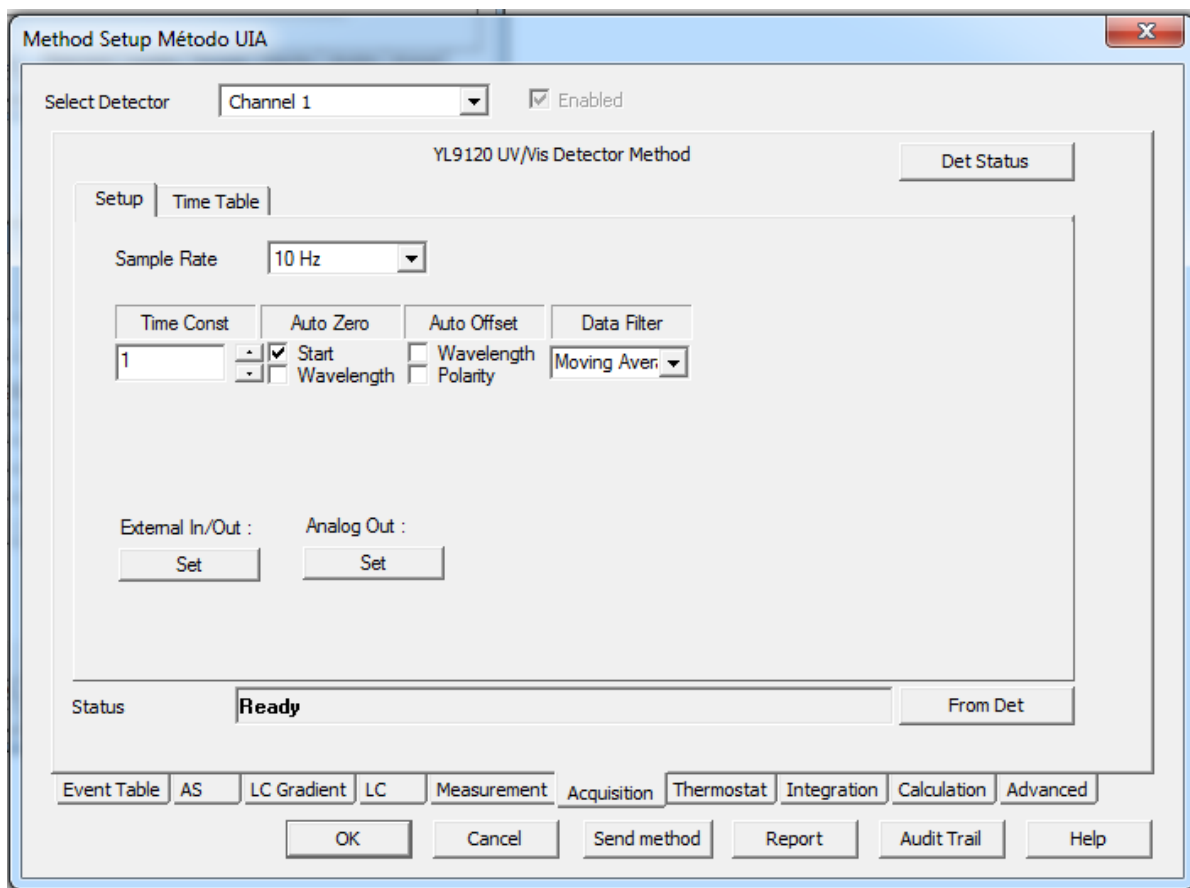 Method Setup Método UIA
Select Detector Channel 1 Enabled
YL9120 UV/Vis Detector Method Det Status
Setup Time Table
Sample Rate 10 Hz
Time Const Auto Zero Auto Offset Data Filter
1 Start Wavelength Moving Avera
Wavelength Polarity
External In/Out : Analog Out :
Set Set
Status Ready From Det
Event Table AS LC Gradient LC Measurement Acquisition Thermostat Integration Calculation Advanced
OK Cancel Send method Report Audit Trail Help